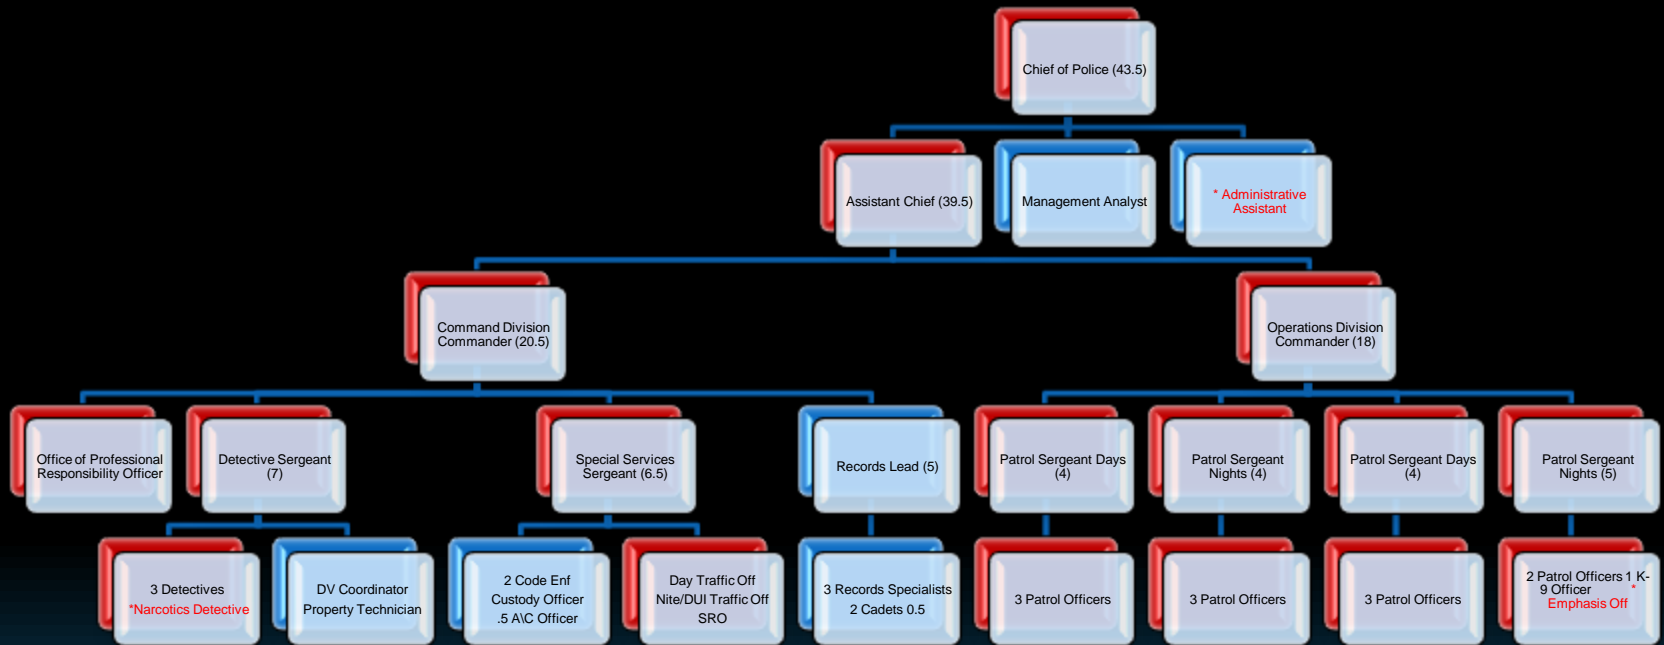 Chief of Police (43.5)
Assistant Chief (39.5)
Management Analyst
* Administrative
Assistant
Command Division
Commander (20.5)
Operations Division
Commander (18)
Office of Professional
Responsibility Officer
Detective Sergeant
(7)
Special Services
Sergeant (6.5)
Records Lead (5)
Patrol Sergeant Days
(4)
Patrol Sergeant
Nights (4)
Patrol Sergeant Days
(4)
Patrol Sergeant
Nights (5)
3 Detectives
*Narcotics Detective
DV Coordinator
Property Technician
2 Code Enf
Custody Officer
.5 A\C Officer
Day Traffic Off
Nite/DUI Traffic Off
SRO
3 Records Specialists
2 Cadets 0.5
3 Patrol Officers
3 Patrol Officers
3 Patrol Officers
2 Patrol Officers 1 K-
9 Officer *
Emphasis Off